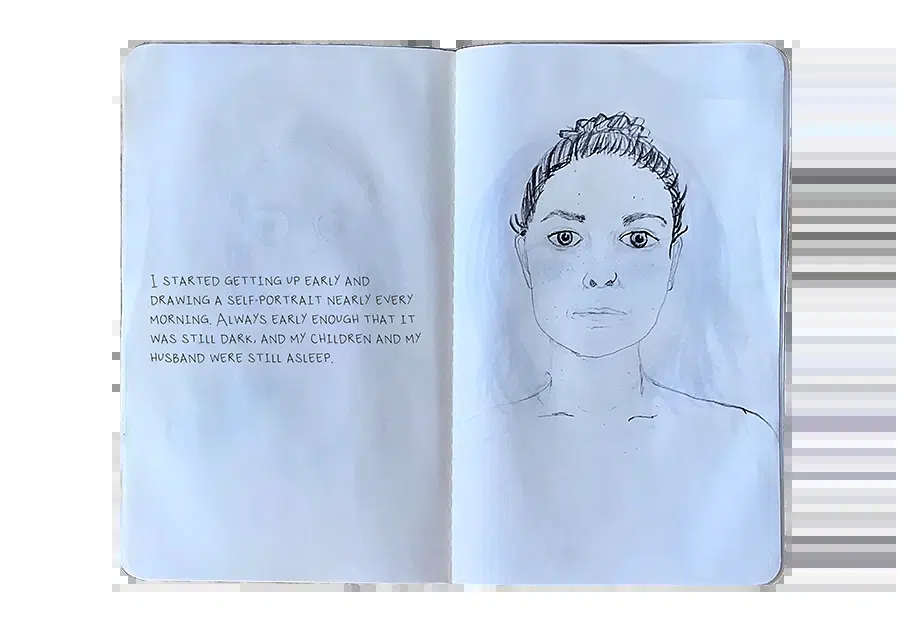 I STARTED GETTING UP EARLY AND
DRAWING A SELF-PORTRAIT NEARLY EVERY
MORNING. ALWAYS EARLY ENOUGH THAT IT
WAS STILL DARK, AND MY CHILDREN AND MY
HUSBAND WERE STILL ASLEEP.